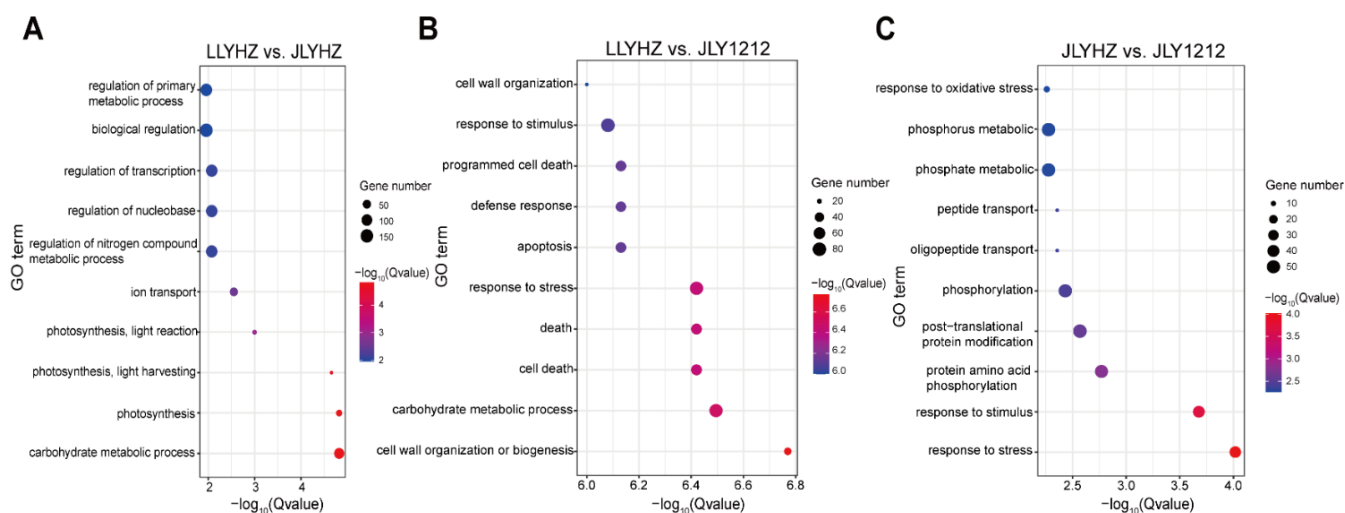 A
LLYHZ vs. JLYHZ
GO term
regulation of primary
metabolic process
biological regulation
regulation of transcription
regulation of nucleobase
regulation of nitrogen compound
metabolic process
ion transport
photosynthesis, light reaction
photosynthesis, light harvesting
photosynthesis
carbohydrate metabolic process
2 3 4
−log10(Qvalue)
Gene number
50
100
150
−log10(Qvalue)
4
3
2
B
LLYHZ vs. JLY1212
GO term
cell wall organization
response to stimulus
programmed cell death
defense response
apoptosis
response to stress
death
cell death
carbohydrate metabolic process
cell wall organization or biogenesis
6.0 6.2 6.4 6.6 6.8
−log10(Qvalue)
Gene number
20
40
60
80
−log10(Qvalue)
6.6
6.4
6.2
6.0
C
JLYHZ vs. JLY1212
GO term
response to oxidative stress
phosphorus metabolic
phosphate metabolic
peptide transport
oligopeptide transport
phosphorylation
post−translational
protein modification
protein amino acid
phosphorylation
response to stimulus
response to stress
2.5 3.0 3.5 4.0
−log10(Qvalue)
Gene number
10
20
30
40
50
−log10(Qvalue)
4.0
3.5
3.0
2.5